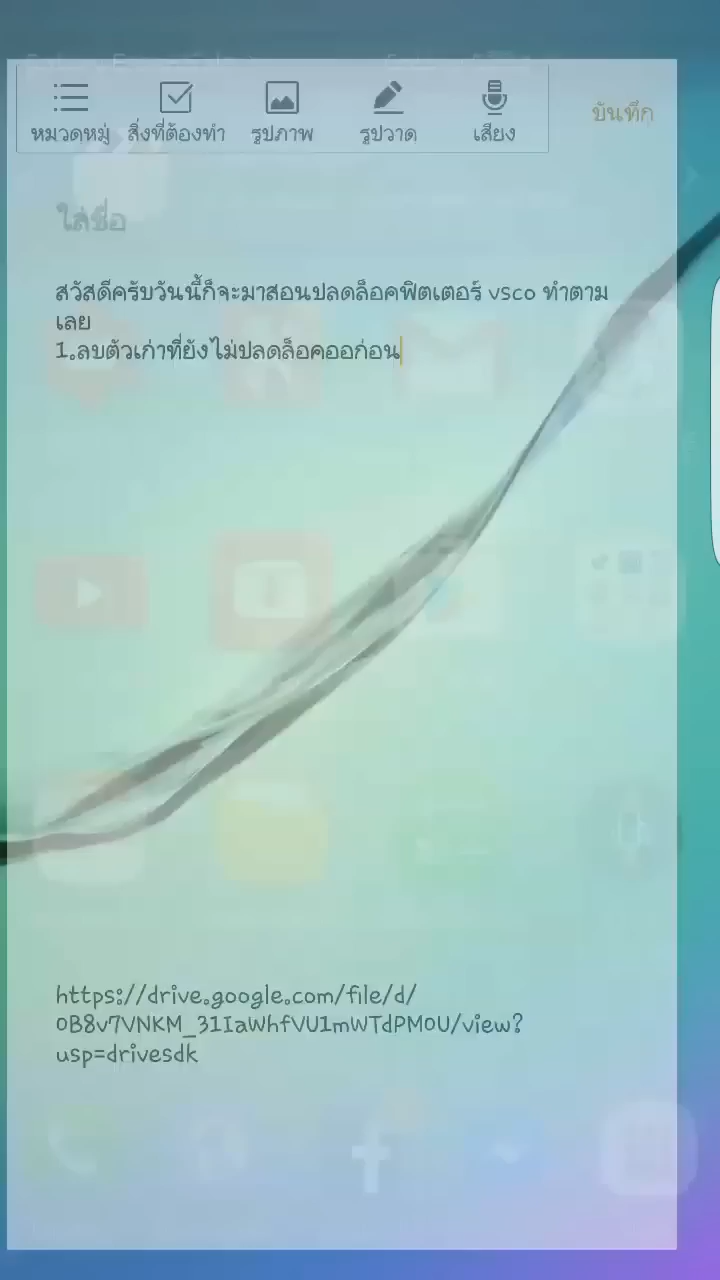 หมวดหมู่ สิ่งที่ต้องทำ รูปภาพ รูปวาด เสียง บันทึก
ใส่ชื่อ
สวัสดีครับวันนี้ก็จะมาสอนปลดล็อคฟิตเตอร์ vsco ทำตาม
เลย
1.ลบตัวเก่าที่ยังไม่ปลดล็อคออก่อน
https://drive.google.com/file/d/
0B8v7VNKM_31IaWhfVU1mWTdPM0U/view?
usp=drivesdk